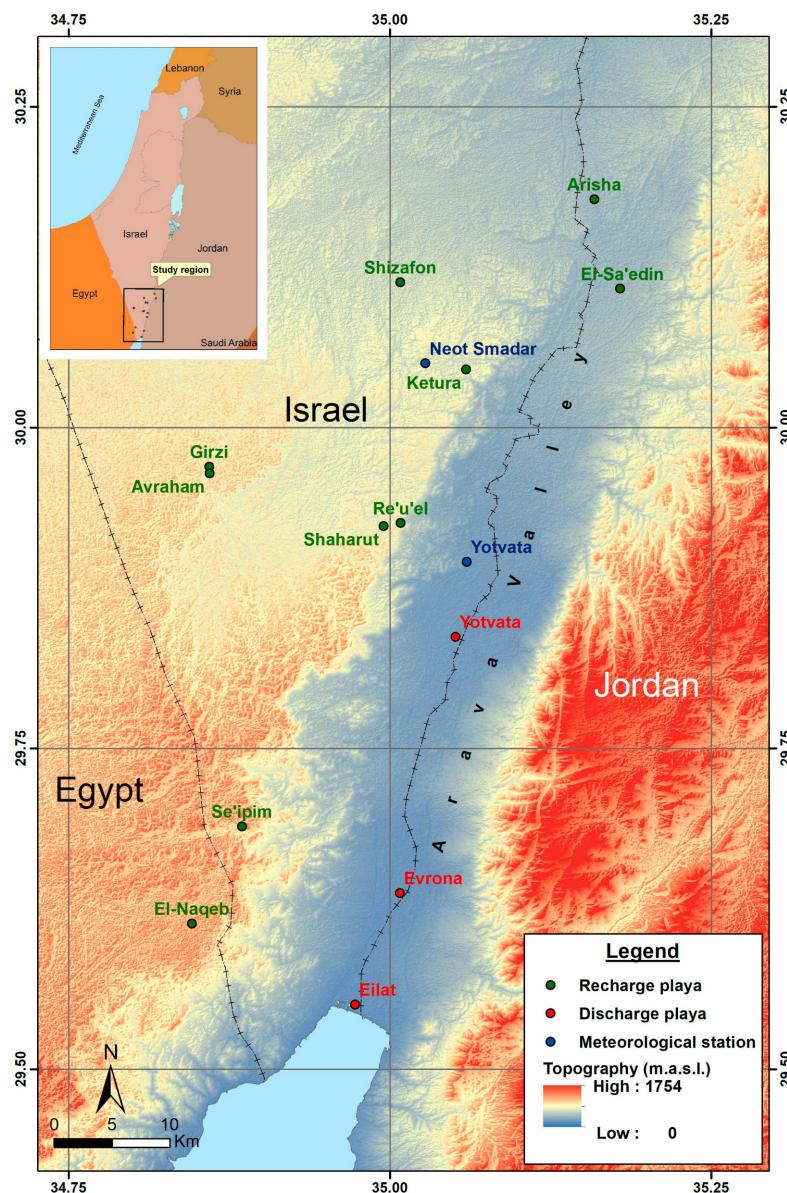 34.75 35.00 35.25
30.25 30.25
Lebanon
Syria
Mediterranean Sea
Israel
Jordan
Study region
Egypt
Saudi Arabia
Arisha
Shizafon
El-Sa'edin
Neot Smadar
Ketura
Israel
30.00 30.00
Girzi
Avraham
Re'u'el
Shaharut
Yotvata
Yotvata
Arava Valley
Jordan
29.75 29.75
Egypt
Se'ipim
Evrona
El-Naqeb
Eilat
29.50 29.50
N
0 5 10
Km
Legend
Recharge playa
Discharge playa
Meteorological station
Topography (m.a.s.l.)
High : 1754
Low : 0
34.75 35.00 35.25